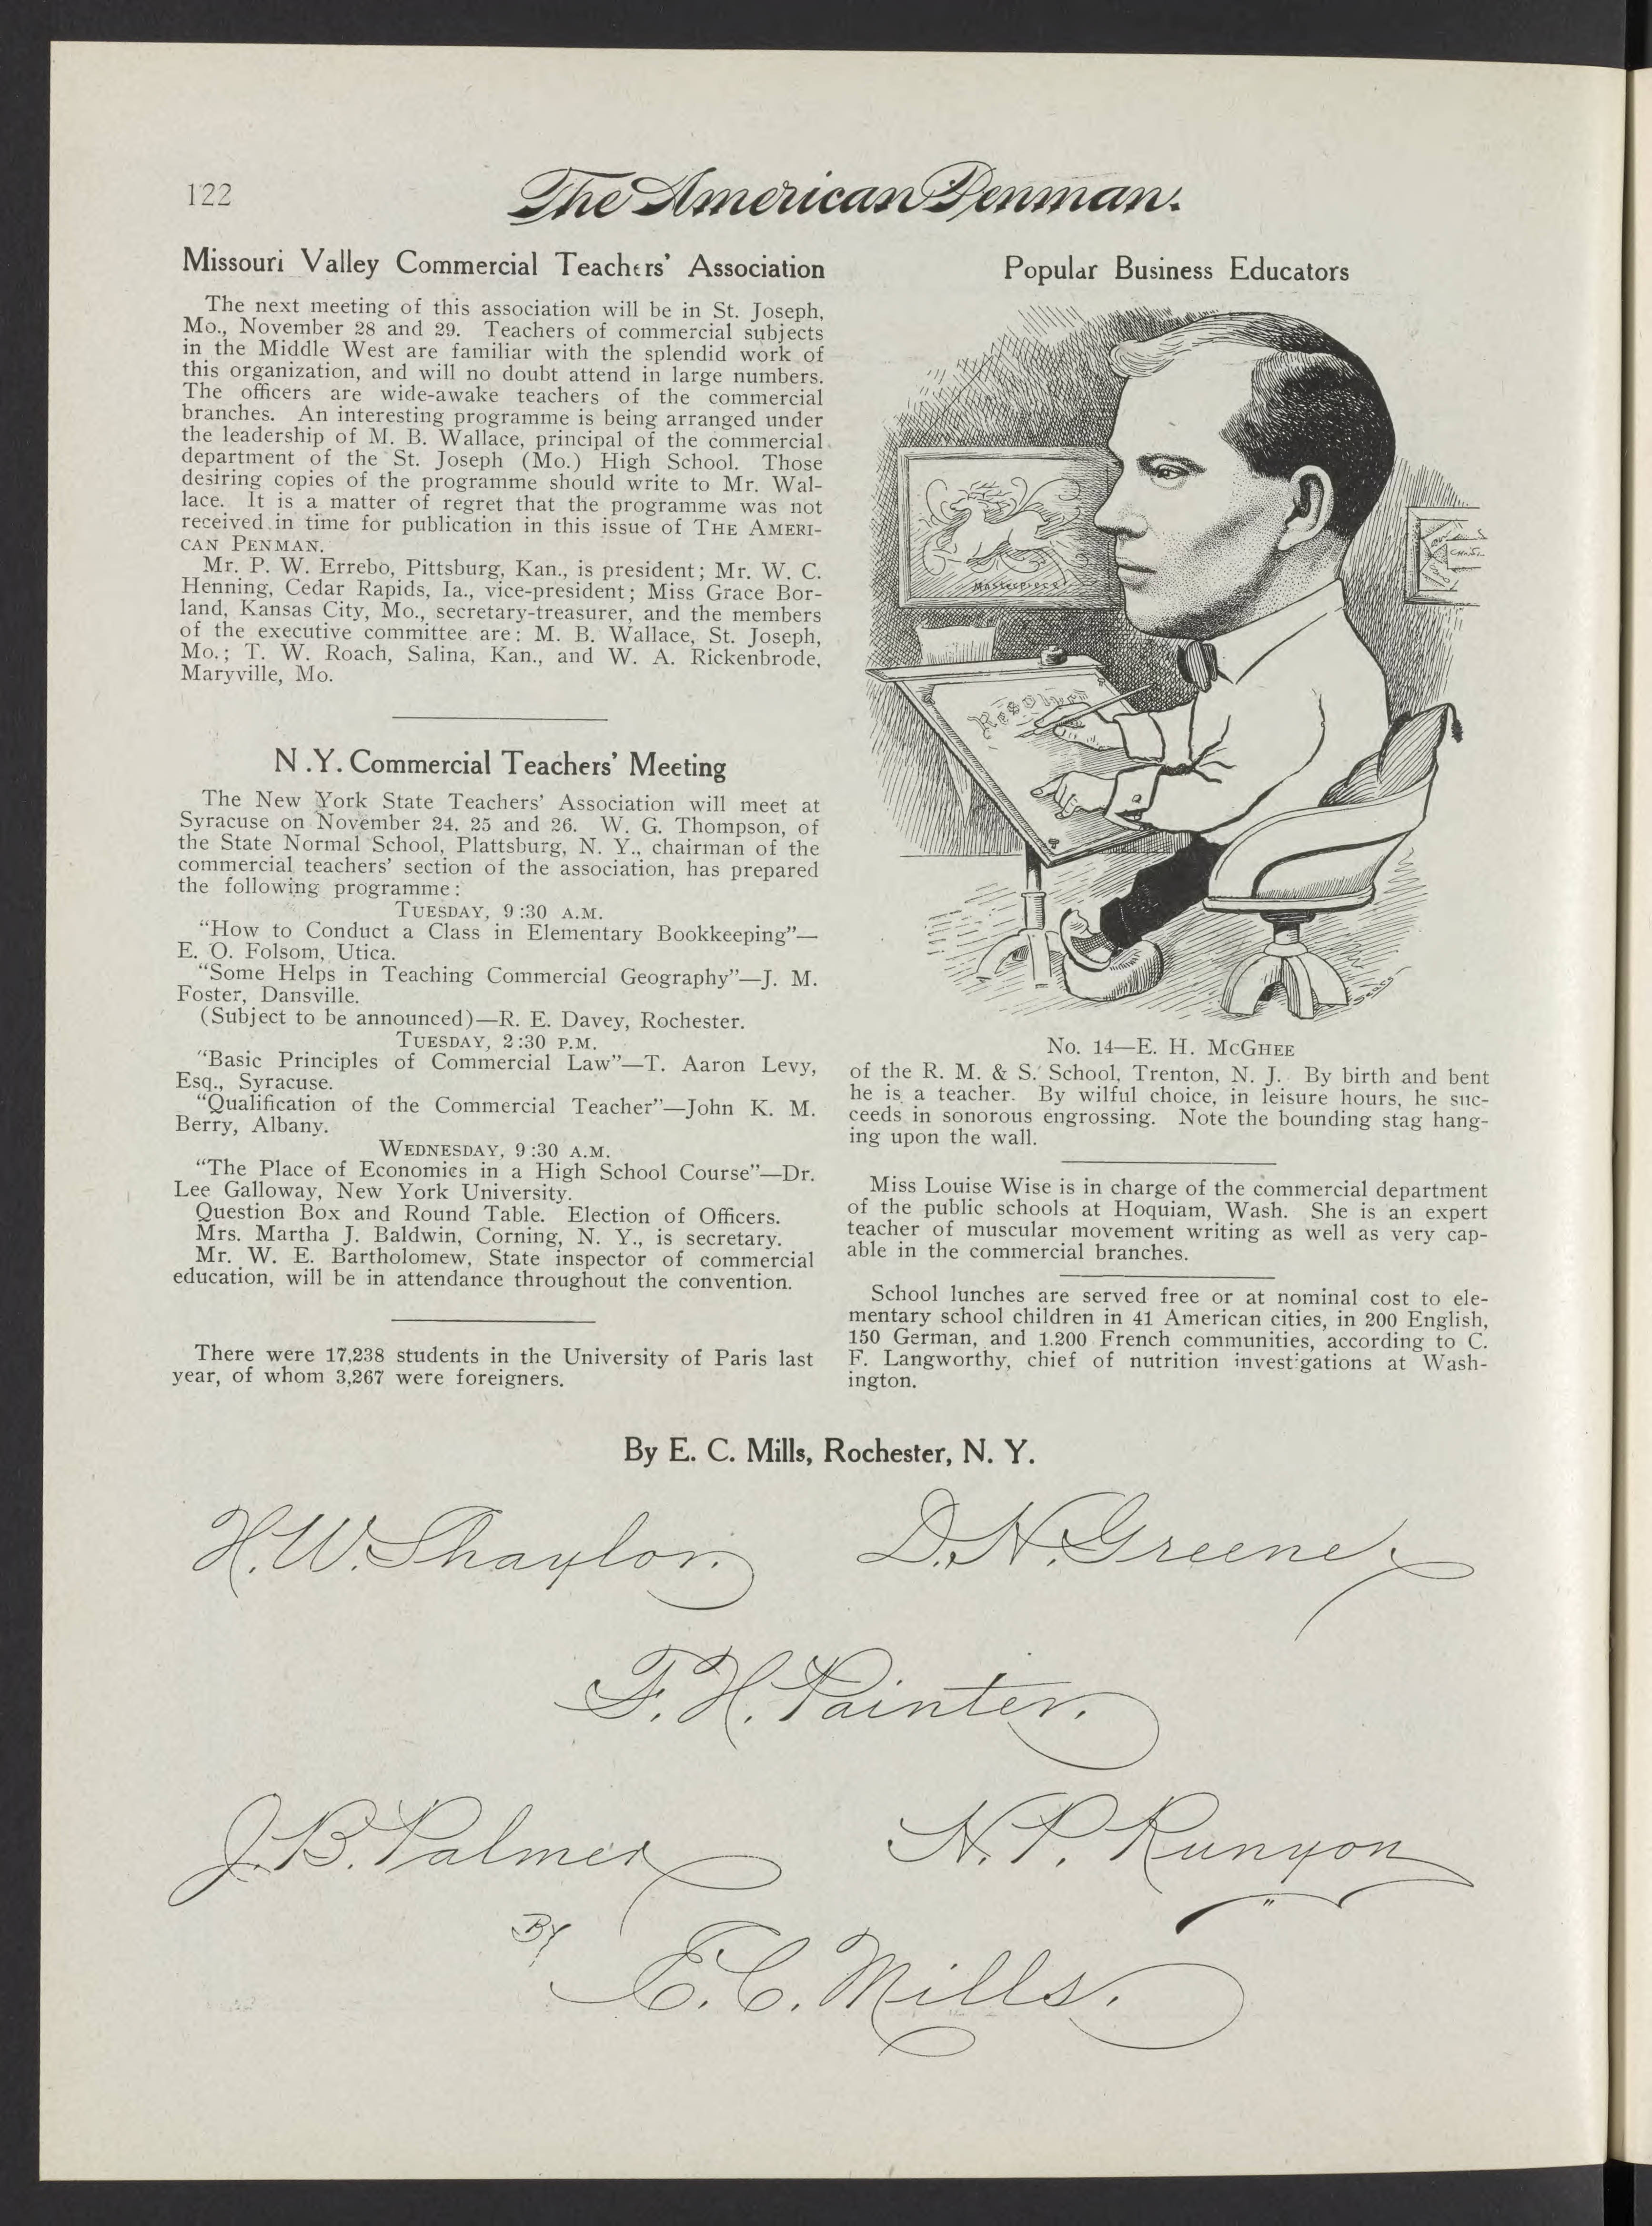 122
The American Penman.
Missouri Valley Commercial Teachers' Association
The next meeting of this association will be in St. Joseph,
Mo., November 28 and 29. Teachers of commercial subjects
in the Middle West are familiar with the splendid work of
this organization, and will no doubt attend in large numbers.
The officers are wide-awake teachers of the commercial
branches. An interesting programme is being arranged under
the leadership of M. B. Wallace, principal of the commercial
department of the St. Joseph (Mo.) High School. Those
desiring copies of the programme should write to Mr. Wal-
lace. It is a matter of regret that the programme was not
received in time for publication in this issue of THE AMERI-
CAN PENMAN.
Mr. P. W. Errebo, Pittsburg, Kan., is president; Mr. W. C.
Henning, Cedar Rapids, Ia., vice-president; Miss Grace Bor-
land, Kansas City, Mo., secretary-treasurer, and the members
of the executive committee are: M. B. Wallace, St. Joseph,
Mo.; T. W. Roach, Salina, Kan., and W. A. Rickenbrode,
Maryville, Mo.
N.Y. Commercial Teachers' Meeting
The New York State Teachers' Association will meet at
Syracuse on November 24, 25 and 26. W. G. Thompson, of
the State Normal School, Plattsburg, N. Y., chairman of the
commercial teachers' section of the association, has prepared
the following programme:
TUESDAY, 9:30 A.M.
"How to Conduct a Class in Elementary Bookkeeping"—
E. O. Folsom, Utica.
"Some Helps in Teaching Commercial Geography"—J. M.
Foster, Dansville.
(Subject to be announced)—R. E. Davey, Rochester.
TUESDAY, 2:30 P.M.
"Basic Principles of Commercial Law"—T. Aaron Levy,
Esq., Syracuse.
"Qualification of the Commercial Teacher"—John K. M.
Berry, Albany.
WEDNESDAY, 9:30 A.M.
"The Place of Economics in a High School Course"—Dr.
Lee Galloway, New York University.
Question Box and Round Table. Election of Officers.
Mrs. Martha J. Baldwin, Corning, N. Y., is secretary.
Mr. W. E. Bartholomew, State inspector of commercial
education, will be in attendance throughout the convention.
There were 17,238 students in the University of Paris last
year, of whom 3,267 were foreigners.
Popular Business Educators
Masterpiece
Resolved
No. 14—E. H. MCGHEE
of the R. M. & S. School, Trenton, N. J. By birth and bent
he is a teacher. By wilful choice, in leisure hours, he suc-
ceeds in sonorous engrossing. Note the bounding stag hang-
ing upon the wall.
Miss Louise Wise is in charge of the commercial department
of the public schools at Hoquiam, Wash. She is an expert
teacher of muscular movement writing as well as very cap-
able in the commercial branches.
School lunches are served free or at nominal cost to ele-
mentary school children in 41 American cities, in 200 English,
150 German, and 1.200 French communities, according to C.
F. Langworthy, chief of nutrition investigations at Wash-
ington.
By E. C. Mills, Rochester, N. Y.
H. W. Shaylor.
D. N. Greene,
F. H. Painter.
J. B. Palmer
N. P. Runyon
By
E. C. Mills.